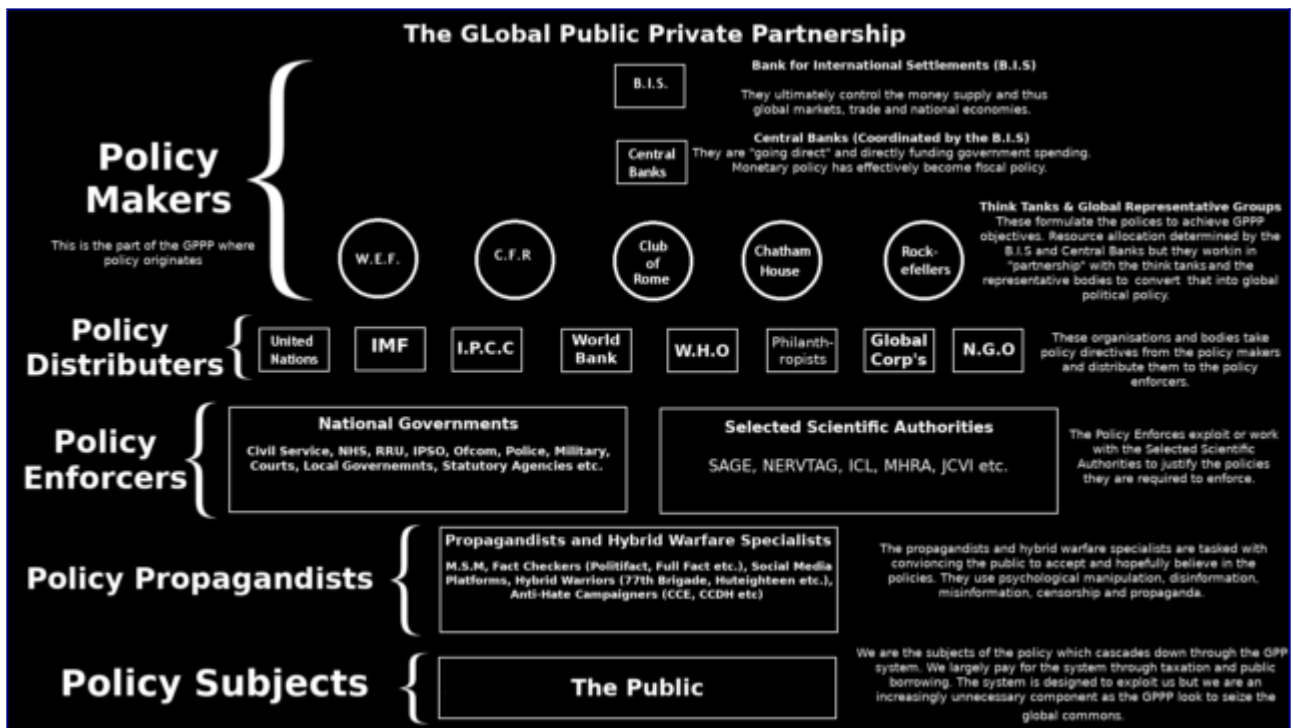 The GLobal Public Private Partnership
Policy
Makers
This is the part of the GPPP where
policy originates
B.I.S.
Bank for International Settlements (B.I.S)
They ultimately control the money supply and thus
global markets, trade and national economies.
Central
Banks
Central Banks (Coordinated by the B.I.S)
They are "going direct" and directly funding government spending.
Monetary policy has effectively become fiscal policy.
W.E.F.
C.F.R
Club
of
Rome
Chatham
House
Rock-
efellers
Think Tanks & Global Representative Groups
These formulate the polices to achieve GPPP
objectives. Resource allocation determined by the
B.I.S and Central Banks but they workin in
"partnership" with the think tanks and the
representative bodies to convert that into global
political policy.
Policy
Distributers
United
Nations
IMF
I.P.C.C
World
Bank
W.H.O
Philanth-
ropists
Global
Corp's
N.G.O
These organisations and bodies take
policy directives from the policy makers
and distribute them to the policy
enforcers.
Policy
Enforcers
National Governments
Civil Service, NHS, RRU, IPSO, Ofcom, Police, Military,
Courts, Local Governemnts, Statutory Agencies etc.
Selected Scientific Authorities
SAGE, NERVTAG, ICL, MHRA, JCVI etc.
The Policy Enforces exploit or work
with the Selected Scientific
Authorities to justify the policies
they are required to enforce.
Policy Propagandists
Propagandists and Hybrid Warfare Specialists
M.S.M, Fact Checkers (Politifact, Full Fact etc.), Social Media
Platforms, Hybrid Warriors (77th Brigade, Huteighteen etc.),
Anti-Hate Campaigners (CCE, CCDH etc)
The propagandists and hybrid warfare specialists are tasked with
convioncing the public to accept and hopefully believe in the
policies. They use psychological manipulation, disinformation,
misinformation, censorship and propaganda.
Policy Subjects
The Public
We are the subjects of the policy which cascades down through the GPP
system. We largely pay for the system through taxation and public
borrowing. The system is designed to exploit us but we are an
increasingly unnecessary component as the GPPP look to seize the
global commons.